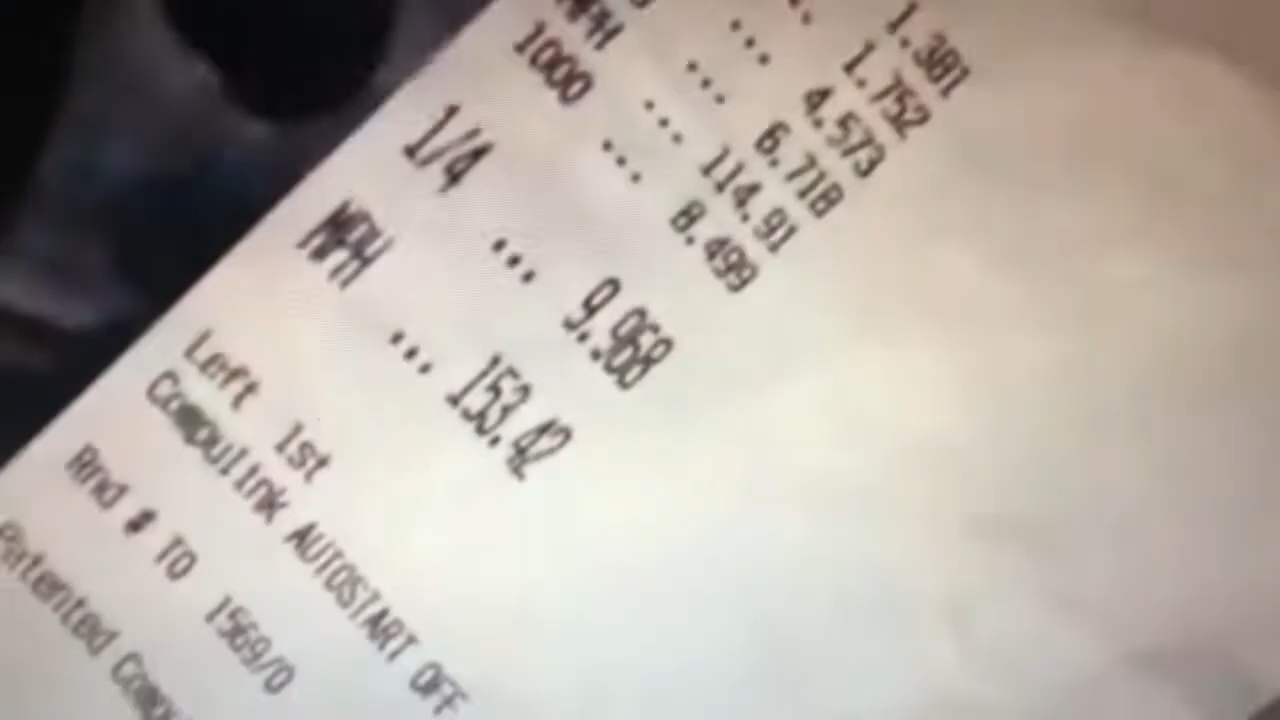 1.381
1.752
... 4.573
... 6.718
MPH ... 114.91
1000 ... 8.499
1/4 ... 9.968
MPH ... 153.42
Left 1st
Compulink AUTOSTART OFF
Rnd # TO 1569/0
Patented